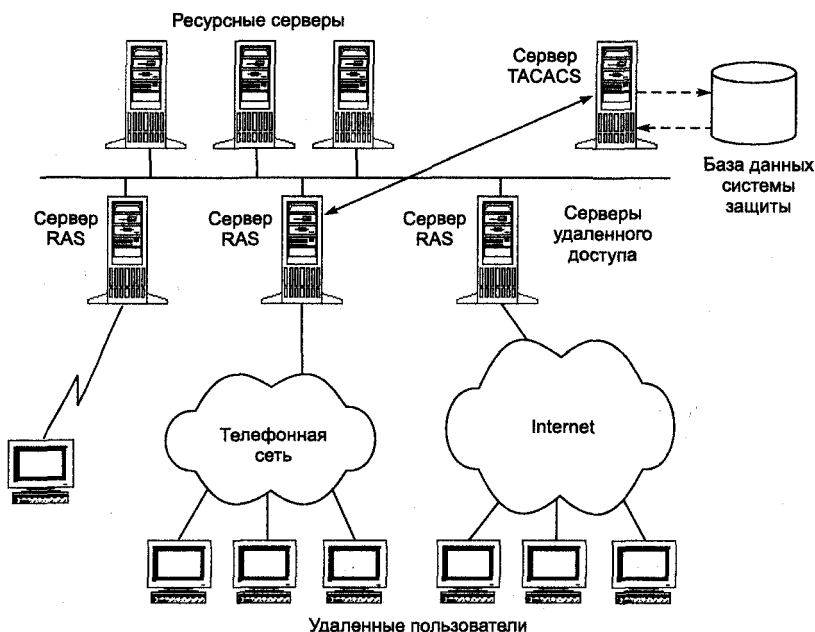 Ресурсные серверы
Сервер
TACACS
База данных
системы
защиты
Сервер
RAS
Сервер
RAS
Сервер
RAS
Серверы
удаленного
доступа
Телефонная
сеть
Internet
Удаленные пользователи